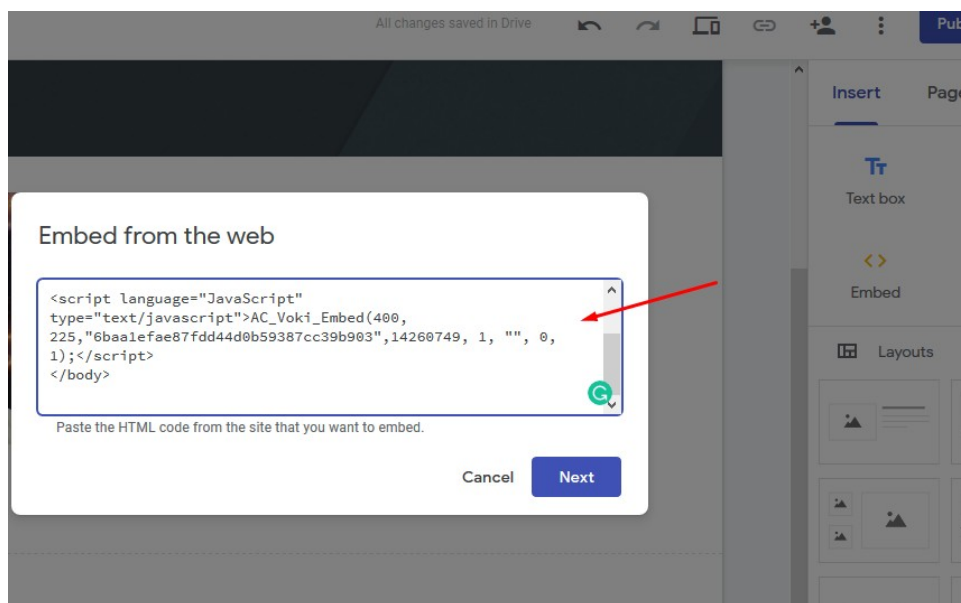 All changes saved in Drive
Insert
Text box
Embed
Layouts
Embed from the web
<script language="JavaScript"
type="text/javascript">AC_Voki_Embed(400,
225,"6baa1efae87fdd44d0b59387cc39b903",14260749, 1, "", 0,
1);</script>
</body>
Paste the HTML code from the site that you want to embed.
Cancel
Next